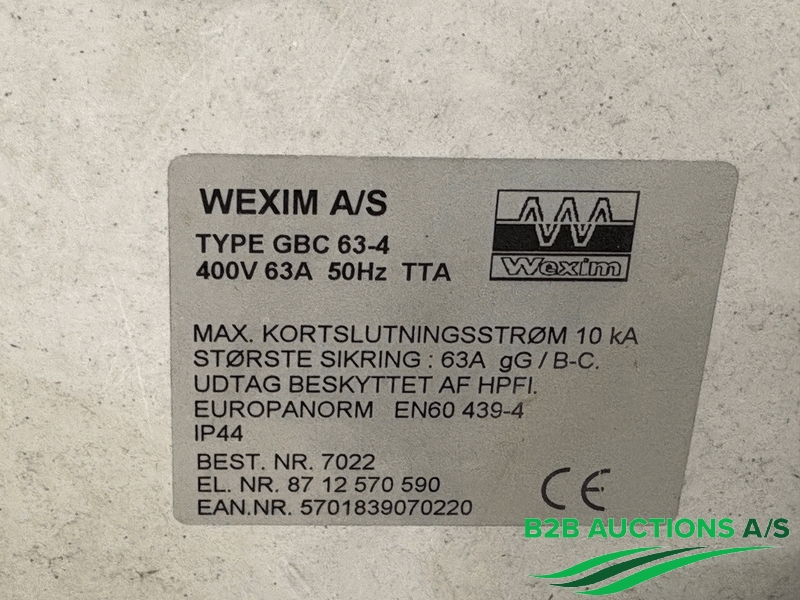 WEXIM A/S
TYPE GBC 63-4
400V 63A 50Hz TTA
Wexim
MAX. KORTSLUTNINGSSTRØM 10 kA
STØRSTE SIKRING : 63A gG / B-C.
UDTAG BESKYTTET AF HPFI.
EUROPANORM EN60 439-4
IP44
BEST. NR. 7022
EL. NR. 87 12 570 590
EAN.NR. 5701839070220
CE
B2B AUCTIONS A/S